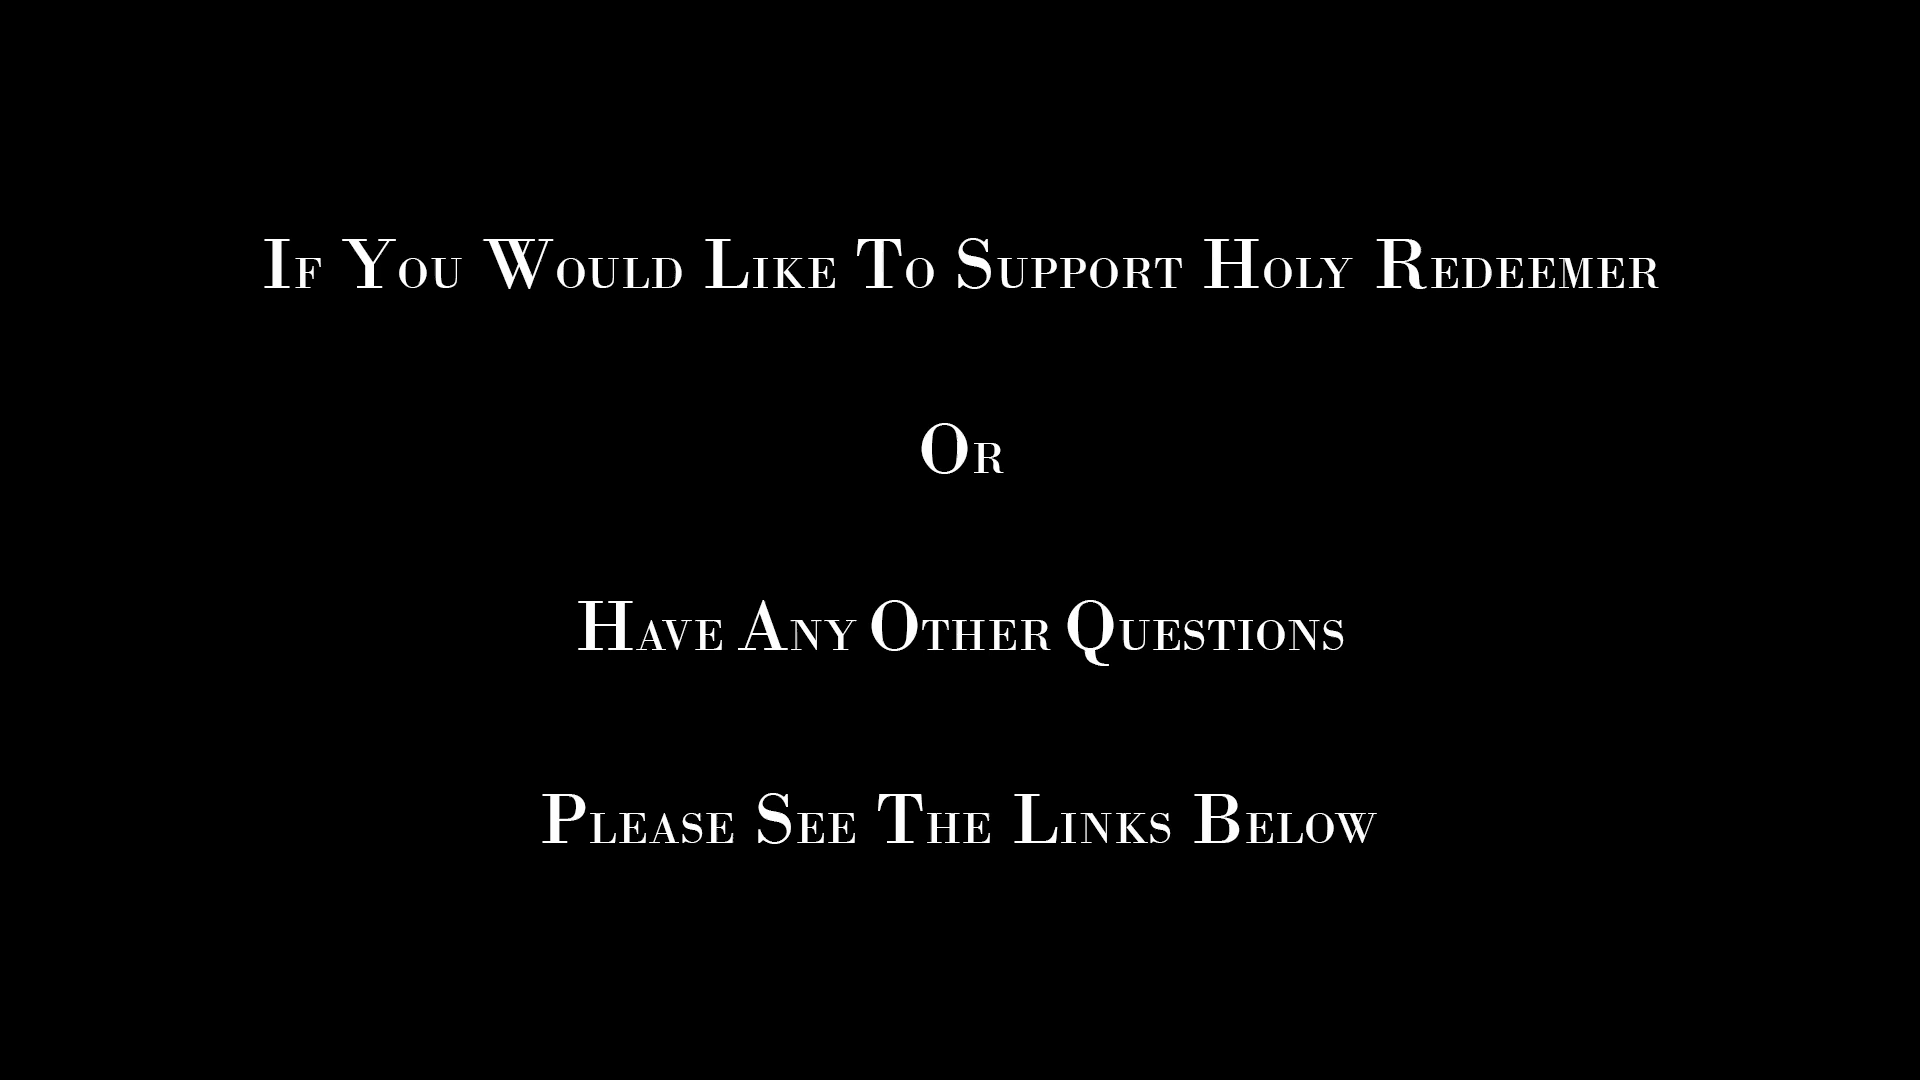 If You Would Like To Support Holy Redeemer
Or
Have Any Other Questions
Please See The Links Below